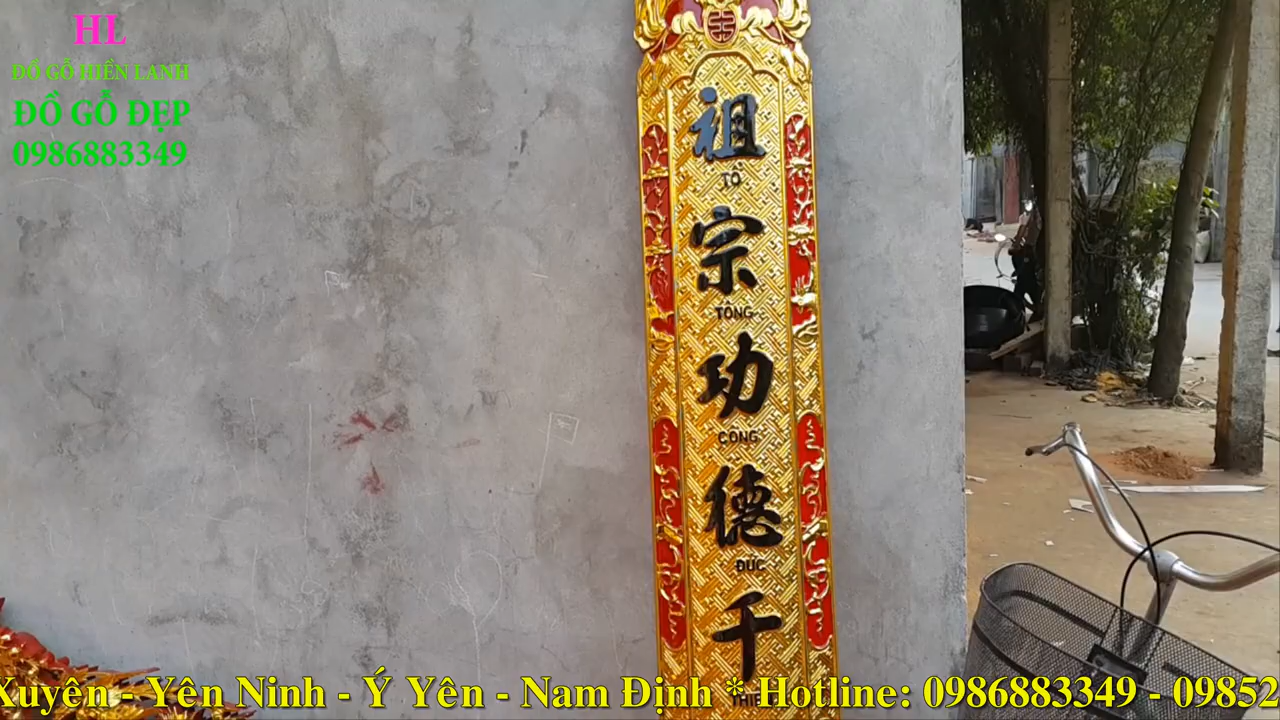 HL
ĐỒ GỖ HIỀN LANH
ĐỒ GỖ ĐẸP
0986883349
祖
TỔ
宗
TÔNG
功
CÔNG
德
ĐỨC
千
Xuyên - Yên Ninh - Ý Yên - Nam Định * Hotline: 0986883349 - 09852